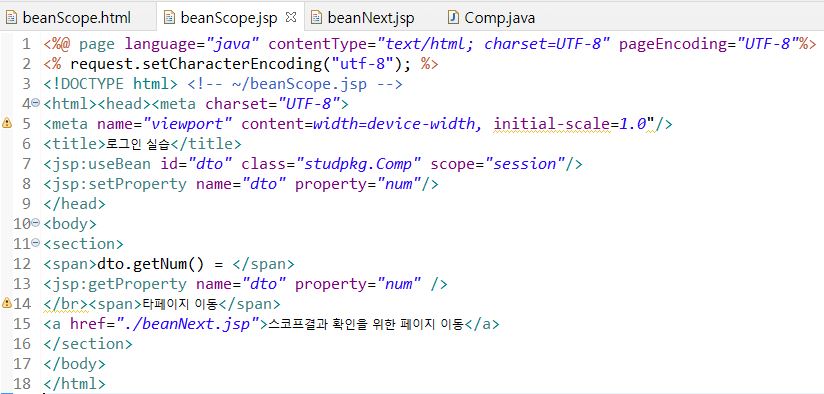 beanScope.html beanScope.jsp beanNext.jsp Comp.java
1 <%@ page language="java" contentType="text/html; charset=UTF-8" pageEncoding="UTF-8"%>
2 <% request.setCharacterEncoding("utf-8"); %>
3 <!DOCTYPE html> <!-- ~/beanScope.jsp -->
4 <html><head><meta charset="UTF-8">
5 <meta name="viewport" content=width=device-width, initial-scale=1.0"/>
6 <title>로그인 실습</title>
7 <jsp:useBean id="dto" class="studpkg.Comp" scope="session"/>
8 <jsp:setProperty name="dto" property="num"/>
9 </head>
10 <body>
11 <section>
12 <span>dto.getNum() = </span>
13 <jsp:getProperty name="dto" property="num" />
14 </br><span>타페이지 이동</span>
15 <a href="./beanNext.jsp">스코프결과 확인을 위한 페이지 이동</a>
16 </section>
17 </body>
18 </html>